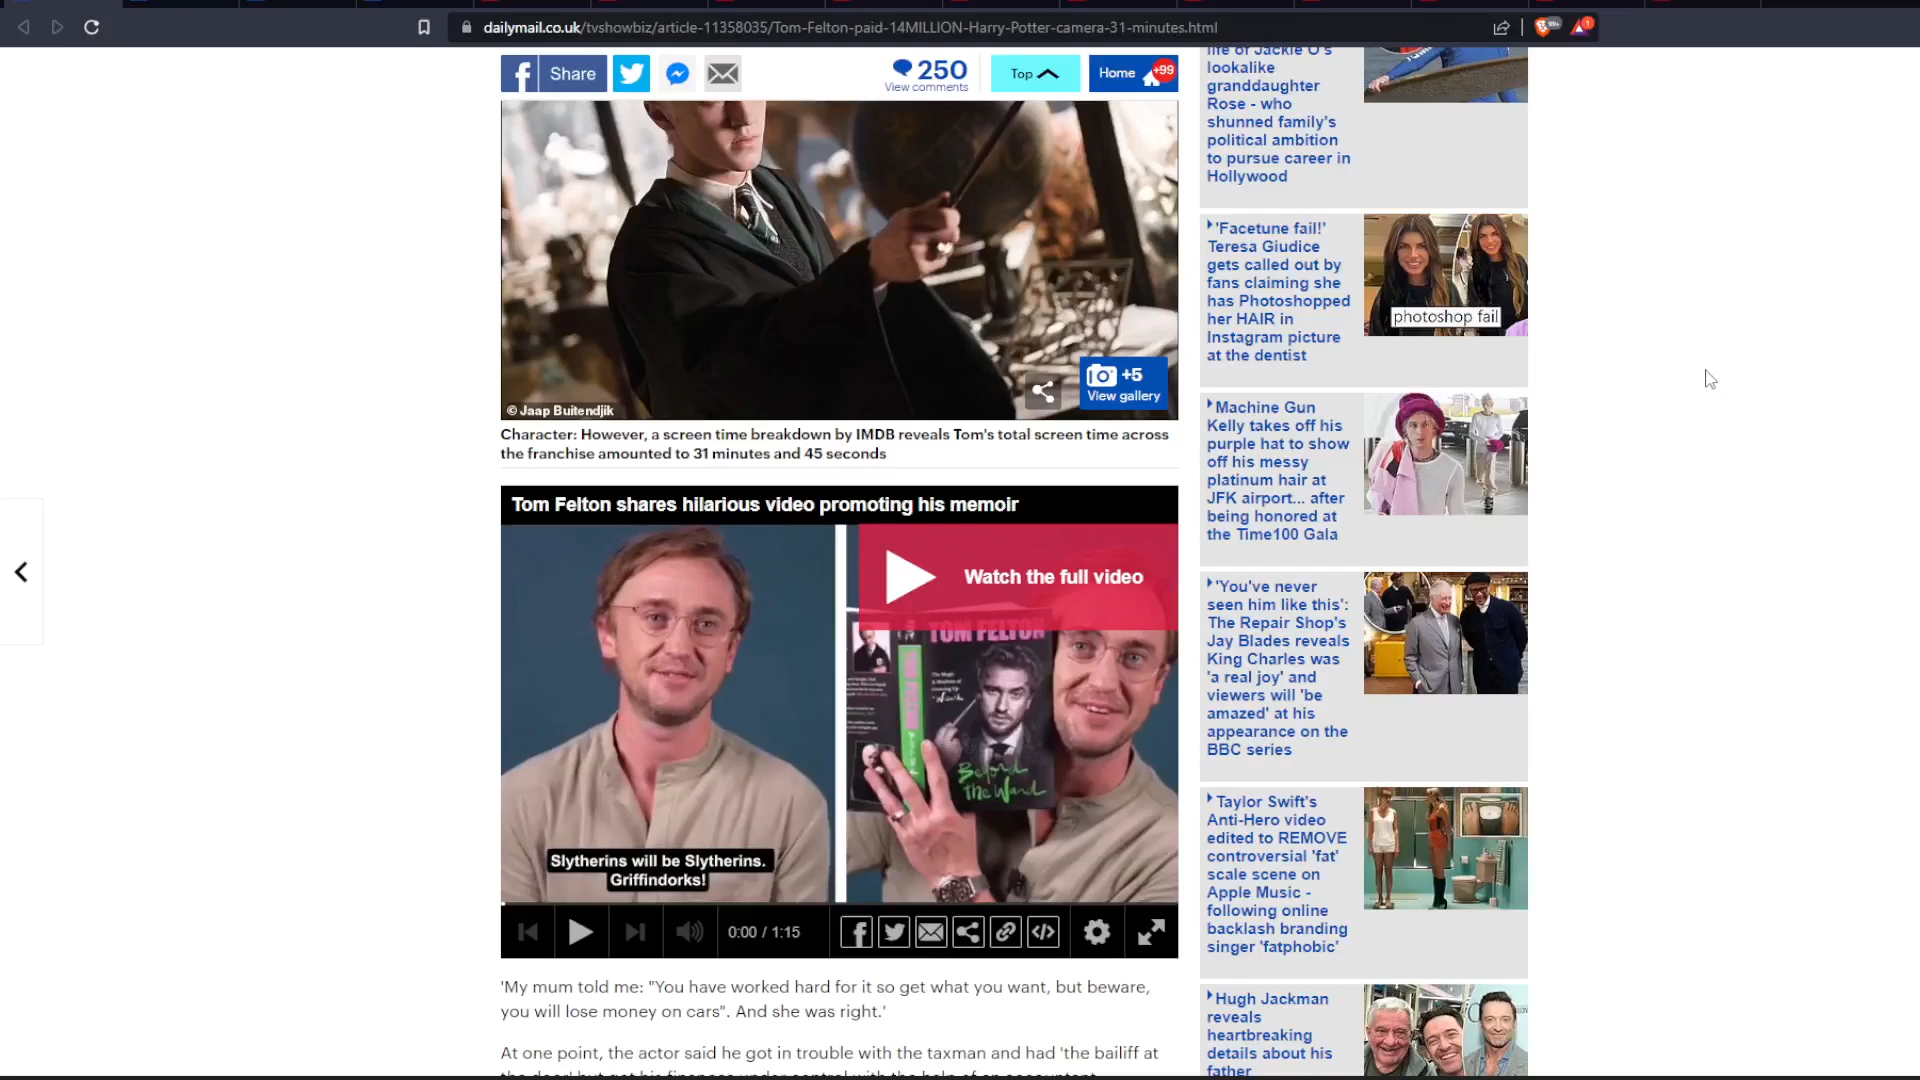 dailymail.co.uk/tvshowbiz/article-11358035/Tom-Felton-paid-14MILLION-Harry-Potter-camera-31-minutes.html
99+
1
Share
250
View comments
Top
Home
+99
© Jaap Buitendjik
+5
View gallery
Character: However, a screen time breakdown by IMDB reveals Tom's total screen time across
the franchise amounted to 31 minutes and 45 seconds
Tom Felton shares hilarious video promoting his memoir
Watch the full video
TOM FELTON
Beyond
the Wand
Slytherins will be Slytherins.
Griffindorks!
0:00 / 1:15
'My mum told me: "You have worked hard for it so get what you want, but beware,
you will lose money on cars". And she was right.'
At one point, the actor said he got in trouble with the taxman and had 'the bailiff at
life of Jackie O's
lookalike
granddaughter
Rose - who
shunned family's
political ambition
to pursue career in
Hollywood
'Facetune fail!'
Teresa Giudice
gets called out by
fans claiming she
has Photoshopped
her HAIR in
Instagram picture
at the dentist
photoshop fail
Machine Gun
Kelly takes off his
purple hat to show
off his messy
platinum hair at
JFK airport... after
being honored at
the Time100 Gala
'You've never
seen him like this':
The Repair Shop's
Jay Blades reveals
King Charles was
'a real joy' and
viewers will 'be
amazed' at his
appearance on the
BBC series
Taylor Swift's
Anti-Hero video
edited to REMOVE
controversial 'fat'
scale scene on
Apple Music -
following online
backlash branding
singer 'fatphobic'
Hugh Jackman
reveals
heartbreaking
details about his
father